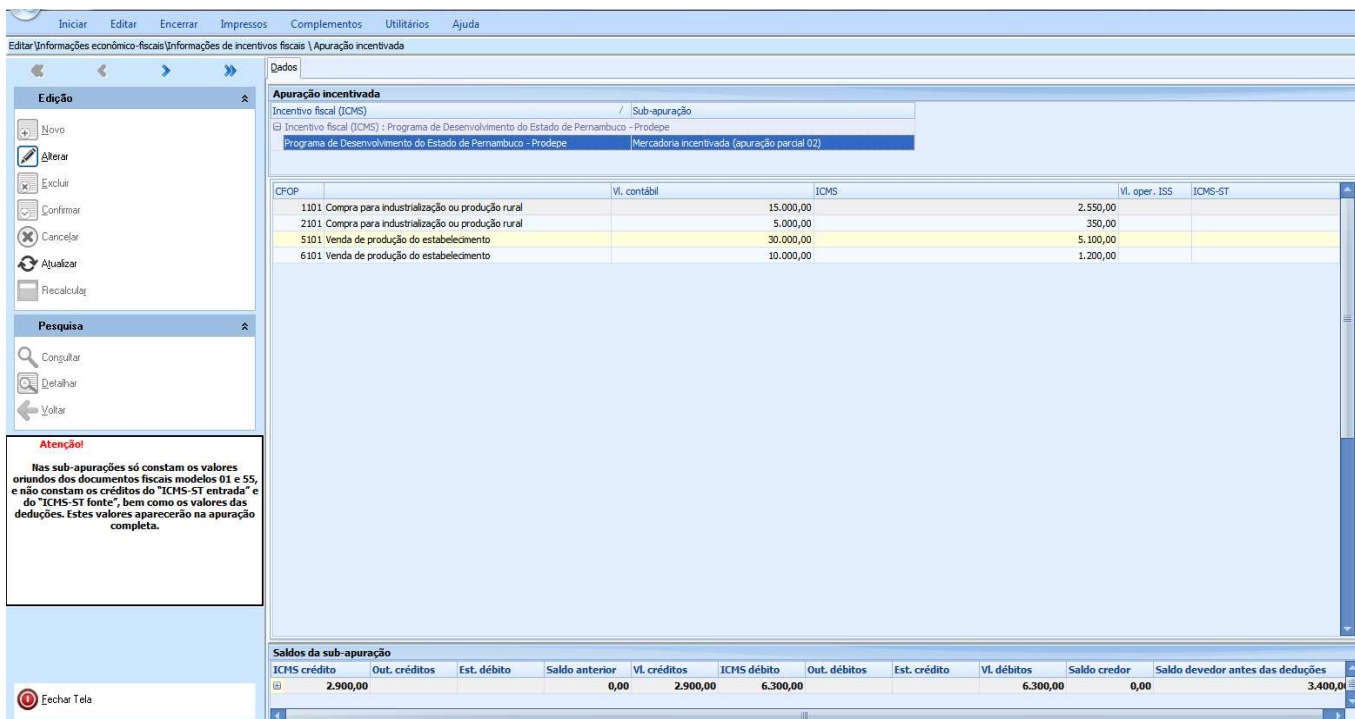 Iniciar Editar Encerrar Impressos Complementos Utilitários Ajuda
Editar\Informações econômico-fiscais\Informações de incentivos fiscais \ Apuração incentivada
Edição
Novo
Alterar
Excluir
Confirmar
Cancelar
Atualizar
Recalcular
Pesquisa
Consultar
Detalhar
Voltar
Atenção!
Nas sub-apurações só constam os valores
oriundos dos documentos fiscais modelos 01 e 55,
e não constam os créditos do "ICMS-ST entrada" e
do "ICMS-ST fonte", bem como os valores das
deduções. Estes valores aparecerão na apuração
completa.
Fechar Tela
Dados
Apuração incentivada
Incentivo fiscal (ICMS) / Sub-apuração
Incentivo fiscal (ICMS) : Programa de Desenvolvimento do Estado de Pernambuco - Prodepe
Programa de Desenvolvimento do Estado de Pernambuco - Prodepe Mercadoria incentivada (apuração parcial 02)
CFOP Vl. contábil ICMS Vl. oper. ISS ICMS-ST
1101 Compra para industrialização ou produção rural 15.000,00 2.550,00
2101 Compra para industrialização ou produção rural 5.000,00 350,00
5101 Venda de produção do estabelecimento 30.000,00 5.100,00
6101 Venda de produção do estabelecimento 10.000,00 1.200,00
Saldos da sub-apuração
ICMS crédito Out. créditos Est. débito Saldo anterior Vl. créditos ICMS débito Out. débitos Est. crédito Vl. débitos Saldo credor Saldo devedor antes das deduções
2.900,00 0,00 2.900,00 6.300,00 6.300,00 0,00 3.400,0